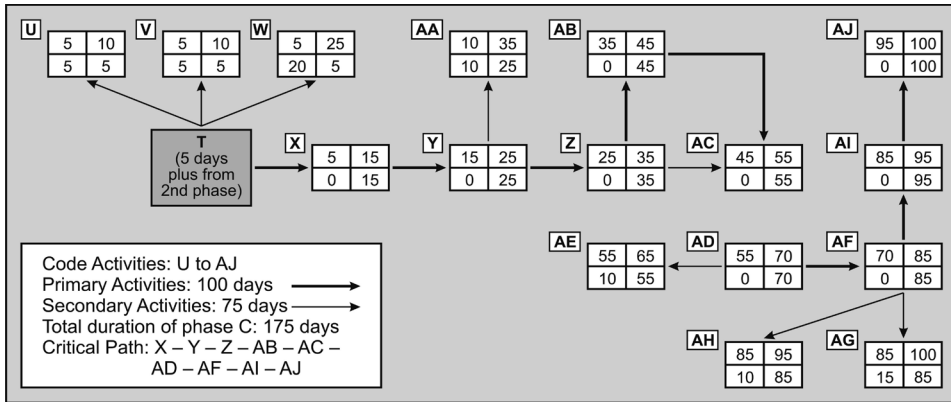 U
5 10
5 5
V
5 10
5 5
W
5 25
20 5
AA
10 35
10 25
AB
35 45
0 45
AJ
95 100
0 100
T
(5 days
plus from
2nd phase)
X
5 15
0 15
Y
15 25
0 25
Z
25 35
0 35
AC
45 55
0 55
AI
85 95
0 95
AE
55 65
10 55
AD
55 70
0 70
AF
70 85
0 85
AH
85 95
10 85
AG
85 100
15 85
Code Activities: U to AJ
Primary Activities: 100 days
Secondary Activities: 75 days
Total duration of phase C: 175 days
Critical Path: X – Y – Z – AB – AC –
AD – AF – AI – AJ